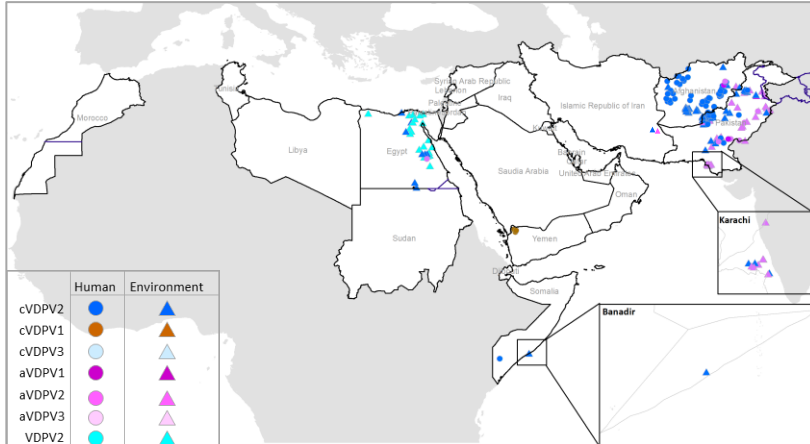 Tunisia
Syrian Arab Republic
Lebanon
Afghanistan
Morocco
Iraq
Islamic Republic of Iran
Pakistan
Libya
Egypt
Kuwait
Bahrain
Qatar
Saudia Arabia
United Arab Emirates
Oman
Sudan
Yemen
Djibouti
Somalia
Karachi
Banadir
Human Environment
cVDPV2
cVDPV1
cVDPV3
aVDPV1
aVDPV2
aVDPV3
VDPV2